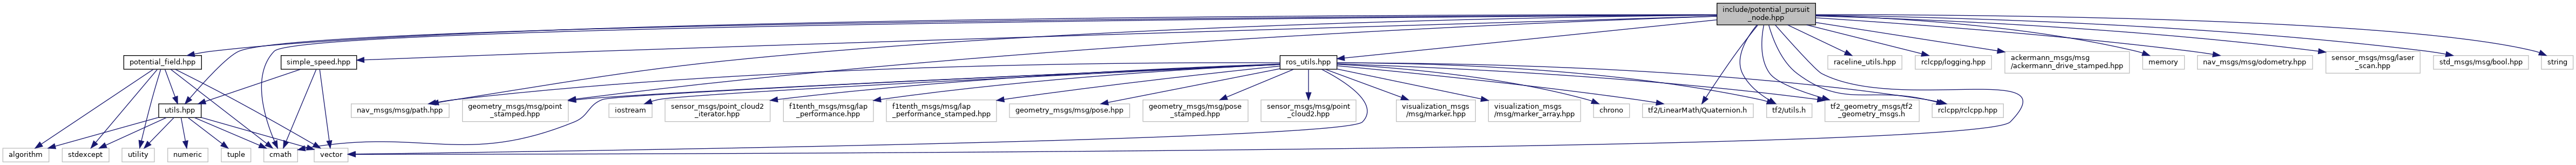 include/potential_pursuit
_node.hpp
potential_field.hpp
simple_speed.hpp
ros_utils.hpp
raceline_utils.hpp
rclcpp/logging.hpp
ackermann_msgs/msg
/ackermann_drive_stamped.hpp
memory
nav_msgs/msg/odometry.hpp
sensor_msgs/msg/laser
_scan.hpp
std_msgs/msg/bool.hpp
string
utils.hpp
nav_msgs/msg/path.hpp
geometry_msgs/msg/point
_stamped.hpp
iostream
sensor_msgs/point_cloud2
_iterator.hpp
f1tenth_msgs/msg/lap
_performance.hpp
f1tenth_msgs/msg/lap
_performance_stamped.hpp
geometry_msgs/msg/pose.hpp
geometry_msgs/msg/pose
_stamped.hpp
sensor_msgs/msg/point
_cloud2.hpp
visualization_msgs
/msg/marker.hpp
visualization_msgs
/msg/marker_array.hpp
chrono
tf2/LinearMath/Quaternion.h
tf2/utils.h
tf2_geometry_msgs/tf2
_geometry_msgs.h
rclcpp/rclcpp.hpp
algorithm
stdexcept
utility
numeric
tuple
cmath
vector